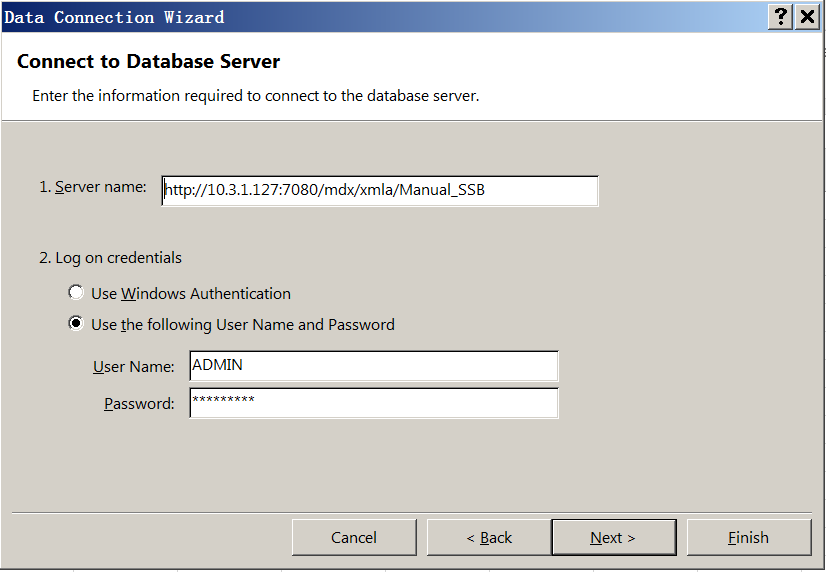 Data Connection Wizard
Connect to Database Server
Enter the information required to connect to the database server.
1. Server name: http://10.3.1.127:7080/mdx/xmla/Manual_SSB
2. Log on credentials
Use Windows Authentication
Use the following User Name and Password
User Name: ADMIN
Password: *********
Cancel < Back Next > Finish